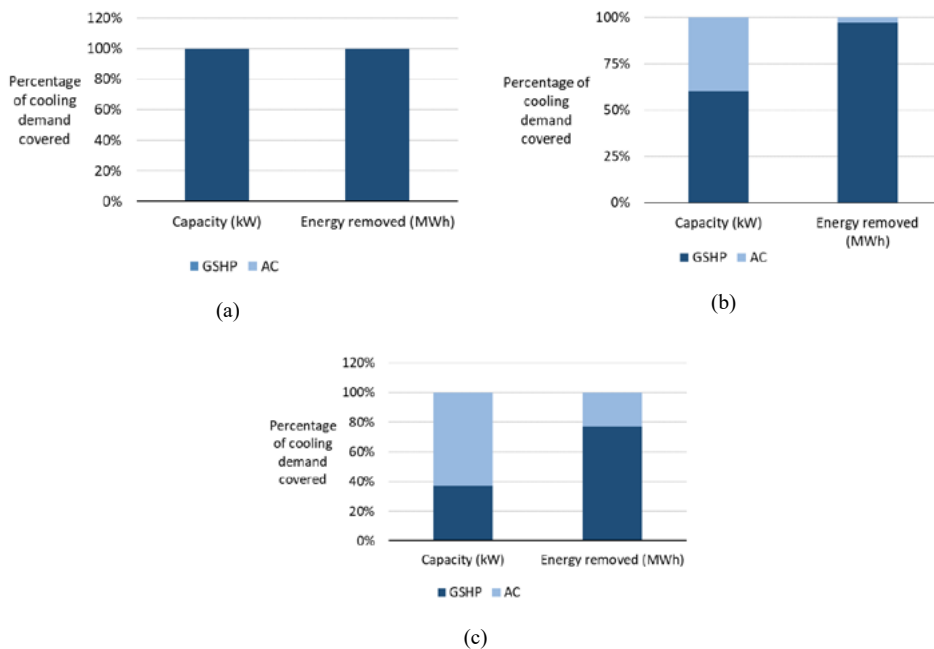 120%
100%
80%
60%
40%
20%
0%
Percentage
of cooling
demand
covered
Capacity (kW) Energy removed (MWh)
GSHP AC
(a)
100%
75%
50%
25%
0%
Percentage of
cooling
demand
covered
Capacity (kW) Energy removed
(MWh)
GSHP AC
(b)
120%
100%
80%
60%
40%
20%
0%
Percentage
of cooling
demand
covered
Capacity (kW) Energy removed (MWh)
GSHP AC
(c)